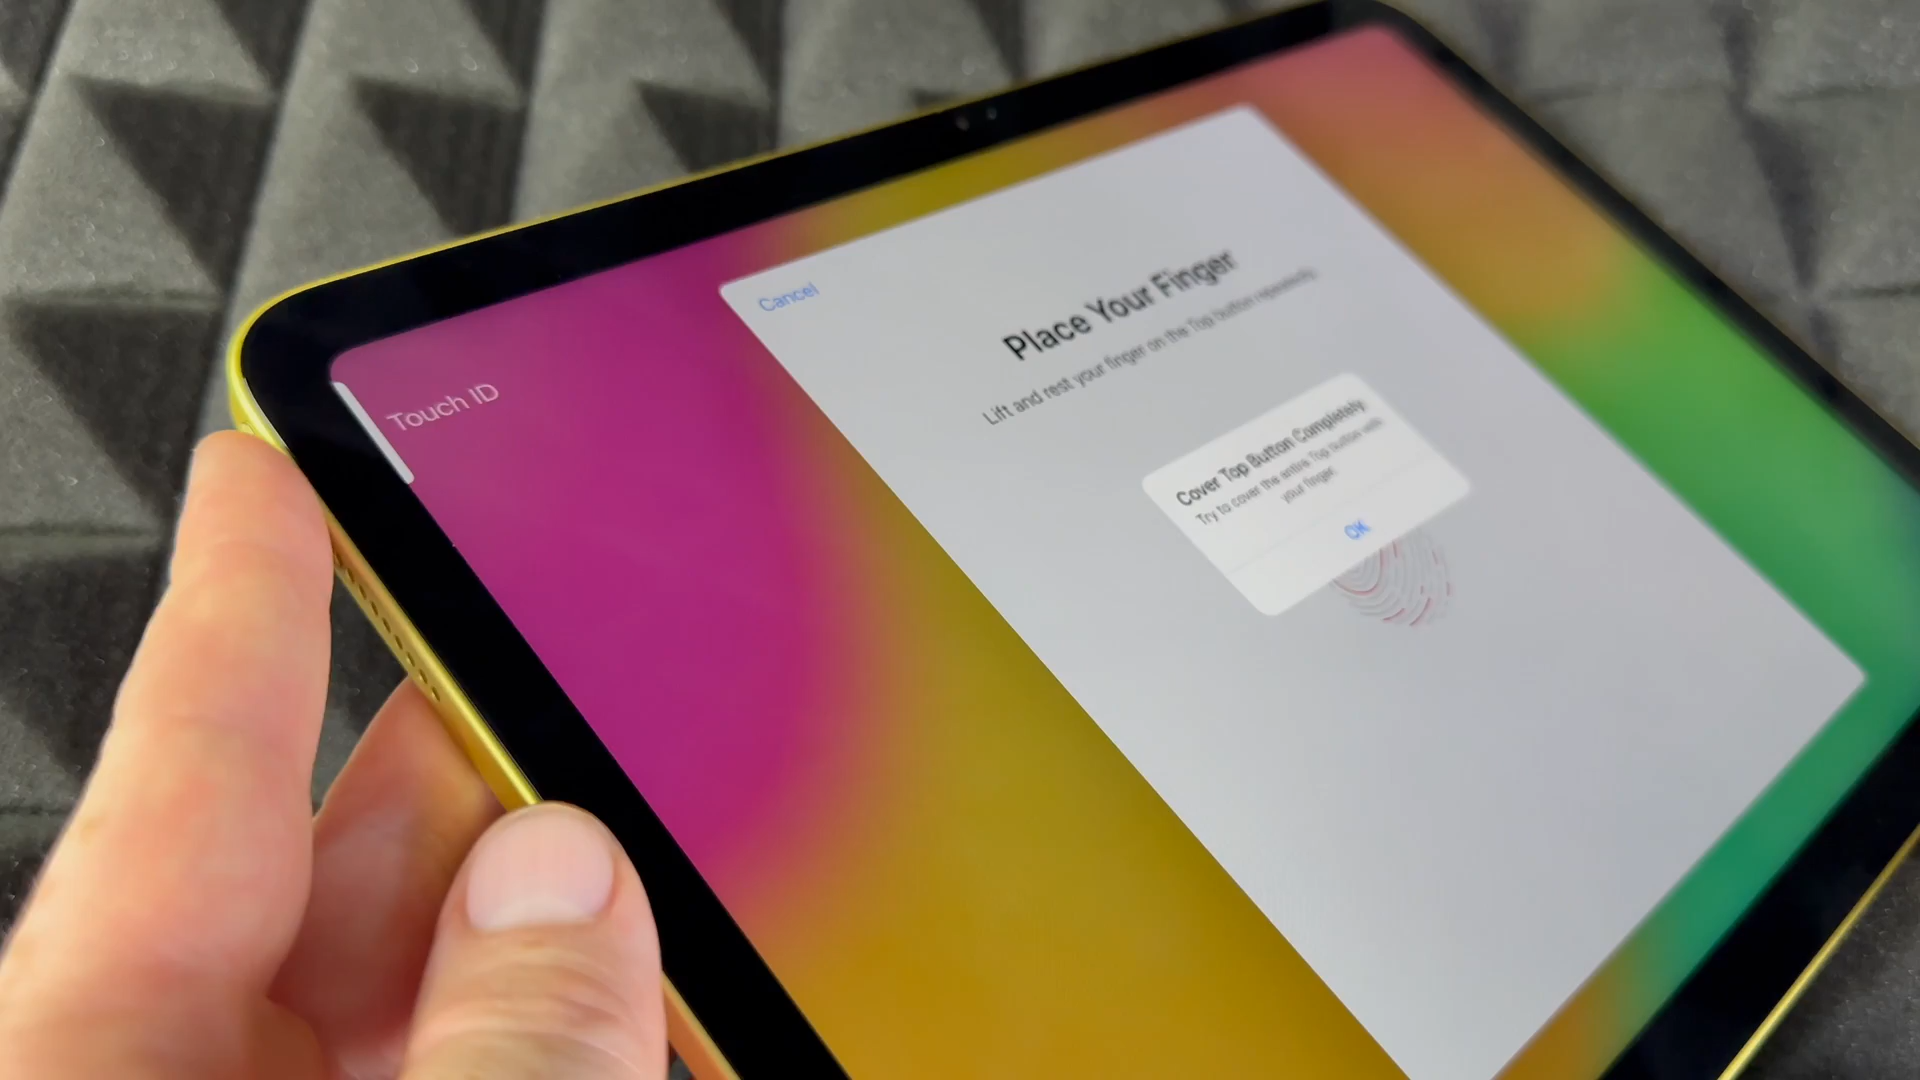 Touch ID
Cancel
Place Your Finger
Lift and rest your finger on the Top button repeatedly.
Cover Top Button Completely
Try to cover the entire Top button with
your finger.
OK